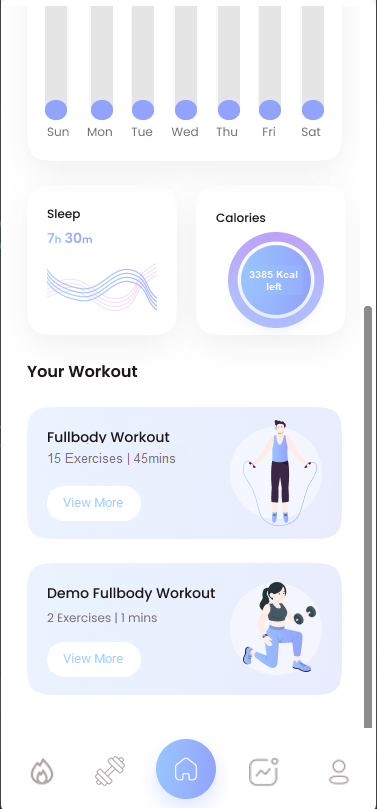 Sun Mon Tue Wed Thu Fri Sat
Sleep
7h 30m
Calories
3385 Kcal
left
Your Workout
Fullbody Workout
15 Exercises | 45mins
View More
Demo Fullbody Workout
2 Exercises | 1 mins
View More